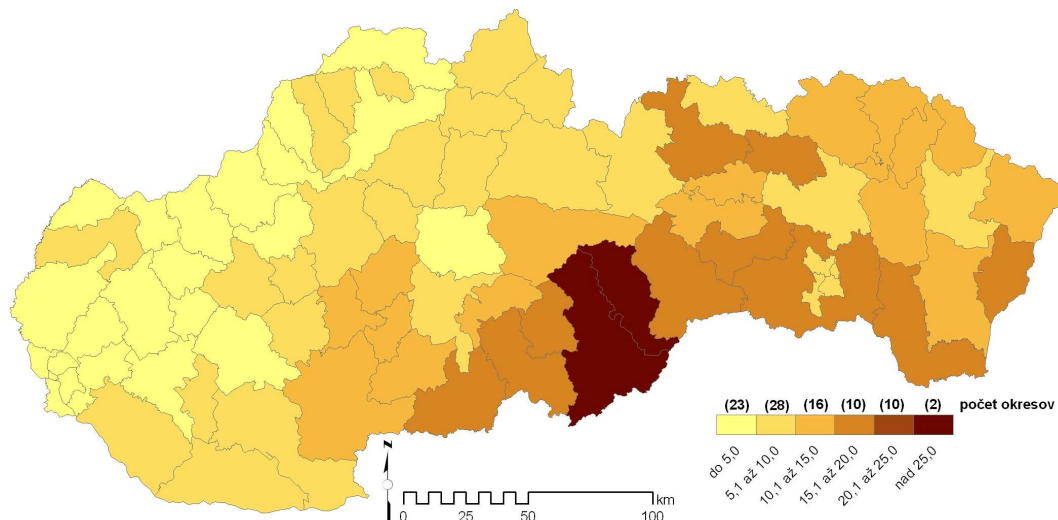 (23) (28) (16) (10) (10) (2) počet okresov
do 5,0
5,1 až 10,0
10,1 až 15,0
15,1 až 20,0
20,1 až 25,0
nad 25,0
N
km
0 25 50 100